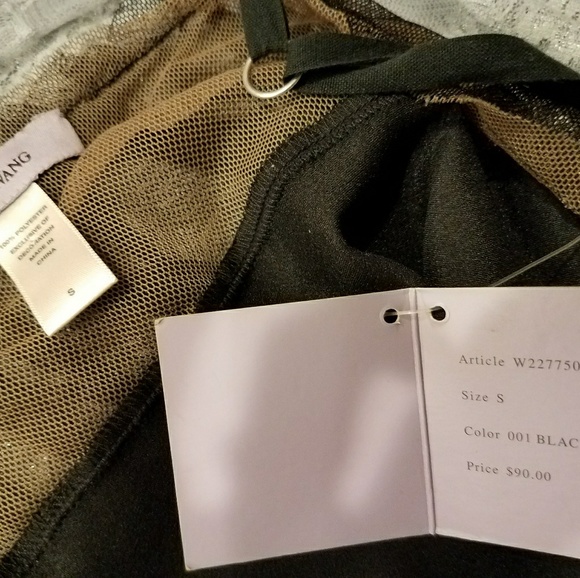 WANG
100% POLYESTER
EXCLUSIVE OF
DECORATION
MADE IN
CHINA
S
Article W227750
Size S
Color 001 BLAC
Price $90.00